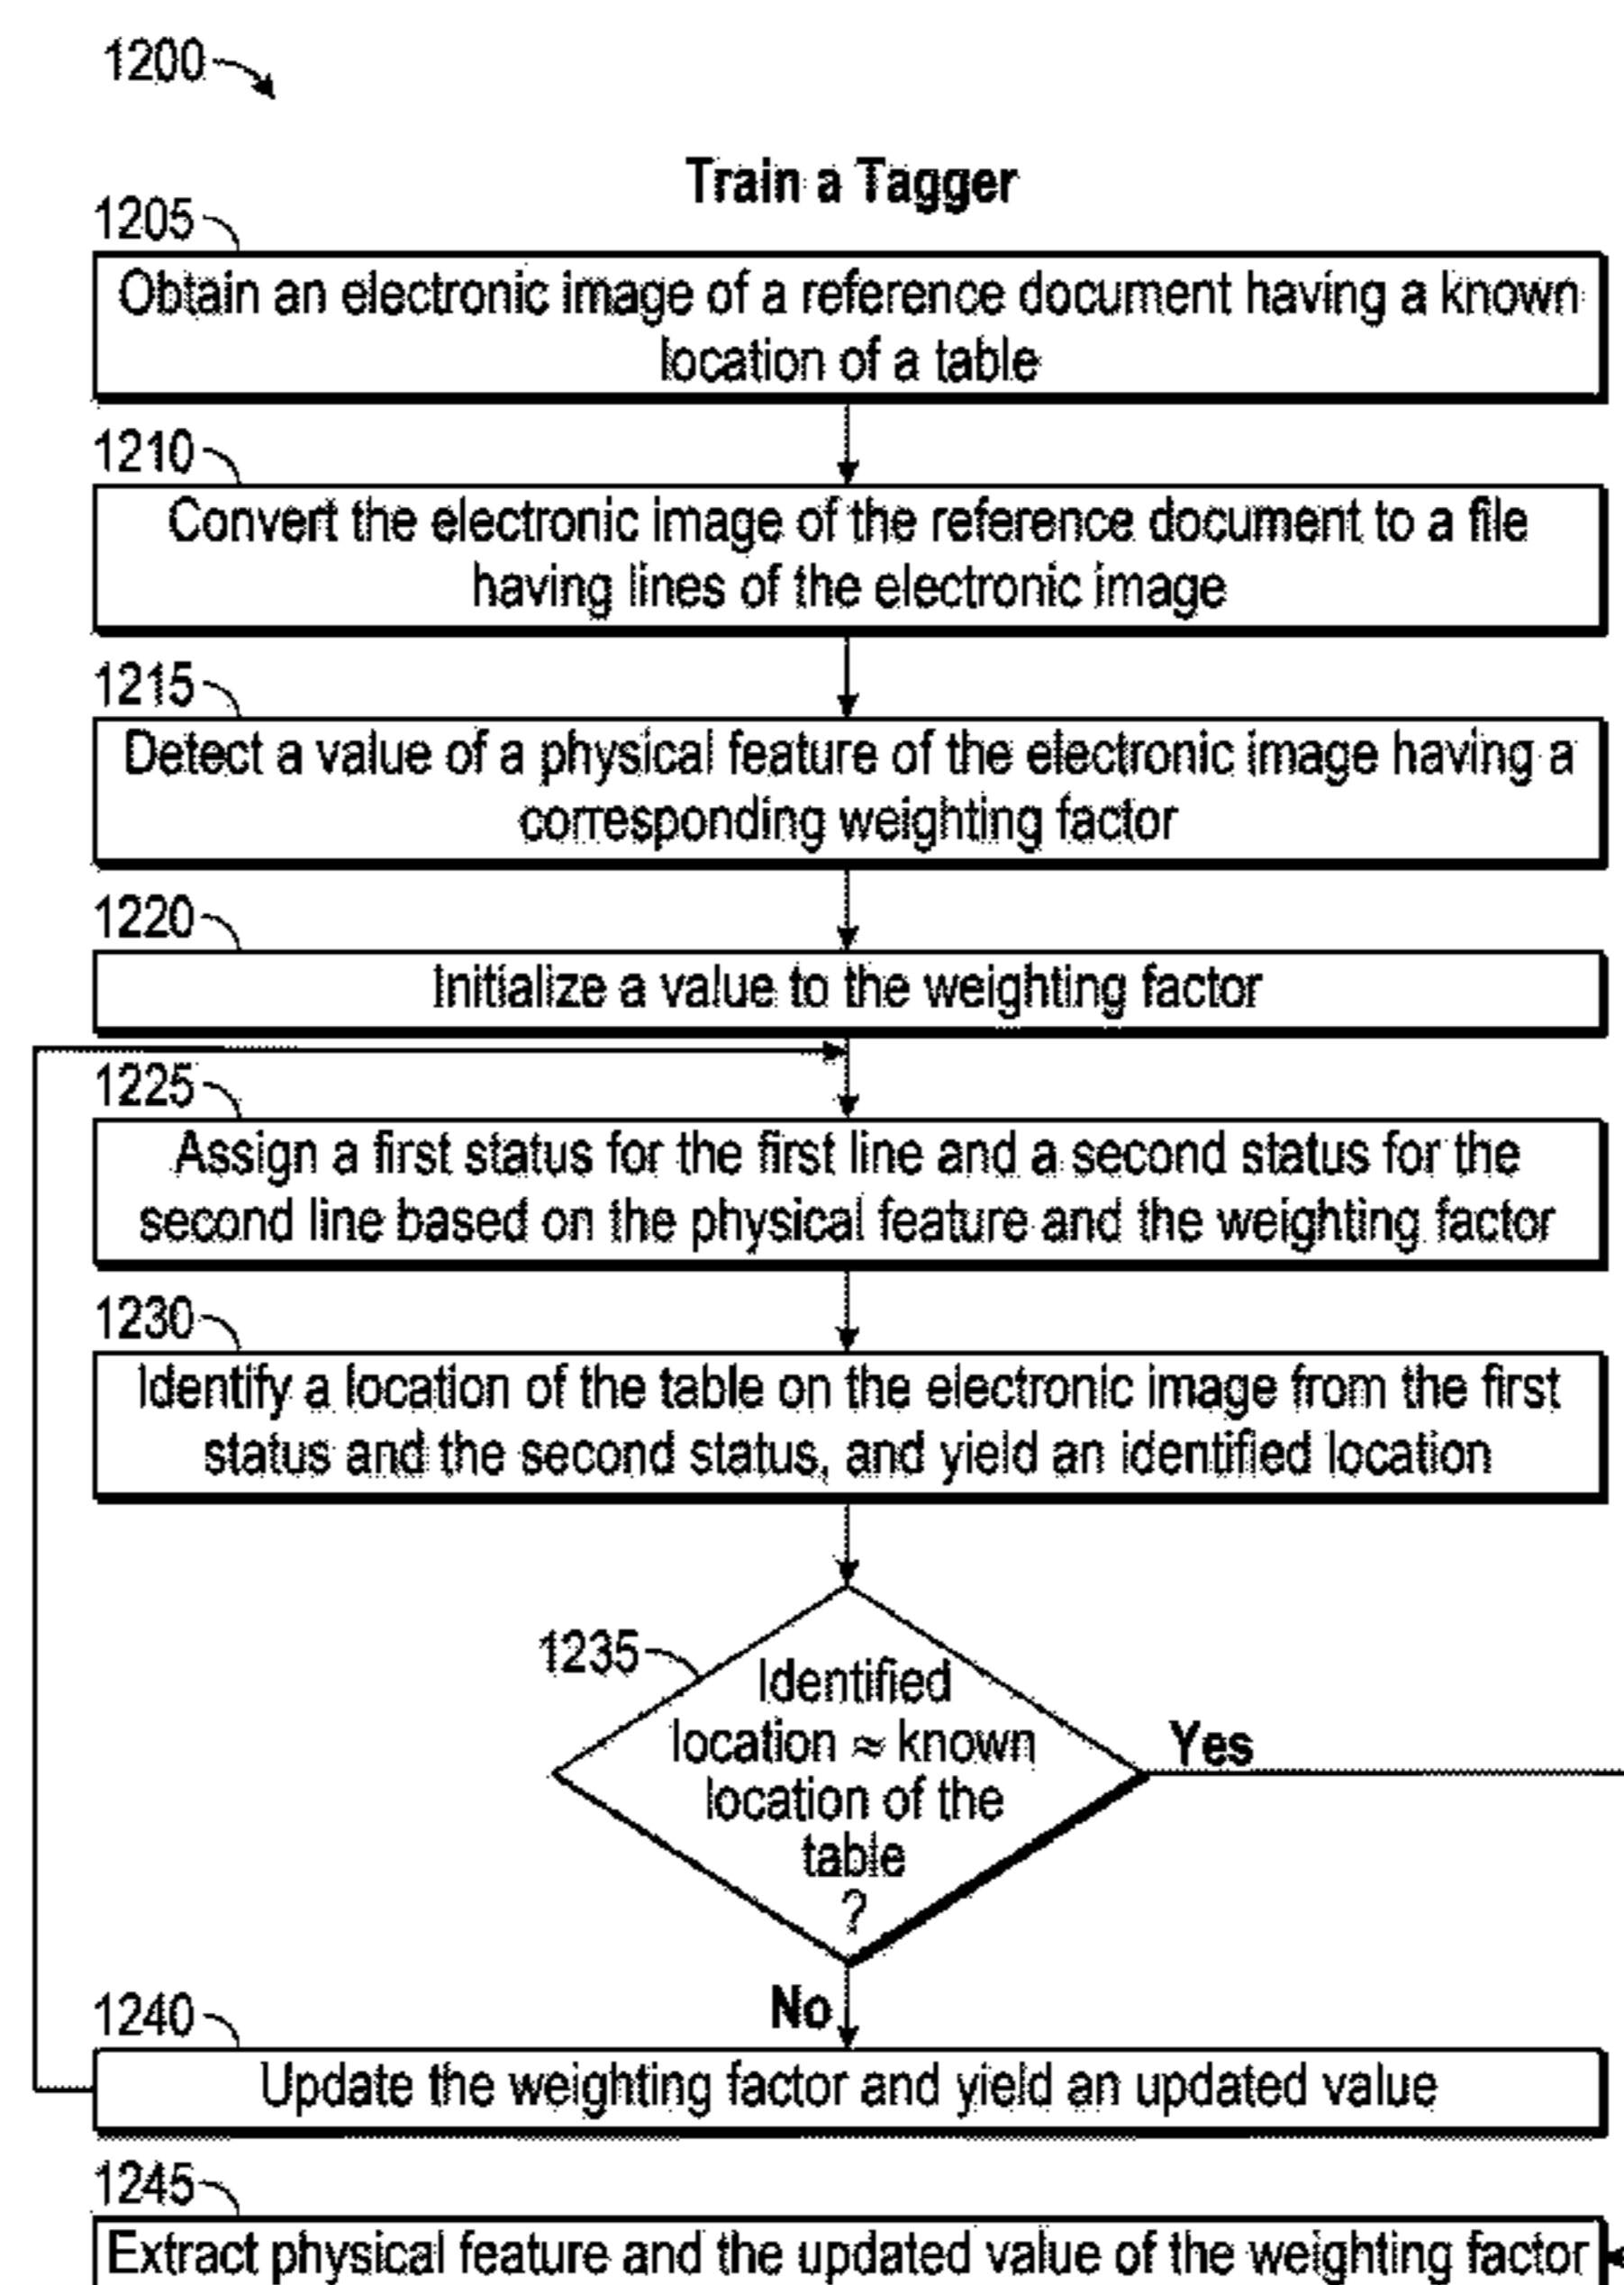 1200
Train a Tagger
1205
Obtain an electronic image of a reference document having a known
location of a table
1210
Convert the electronic image of the reference document to a file
having lines of the electronic image
1215
Detect a value of a physical feature of the electronic image having a
corresponding weighting factor
1220
Initialize a value to the weighting factor
1225
Assign a first status for the first line and a second status for the
second line based on the physical feature and the weighting factor
1230
Identify a location of the table on the electronic image from the first
status and the second status, and yield an identified location
1235
Identified
location ≈ known
location of the
table
?
Yes
No
1240
Update the weighting factor and yield an updated value
1245
Extract physical feature and the updated value of the weighting factor